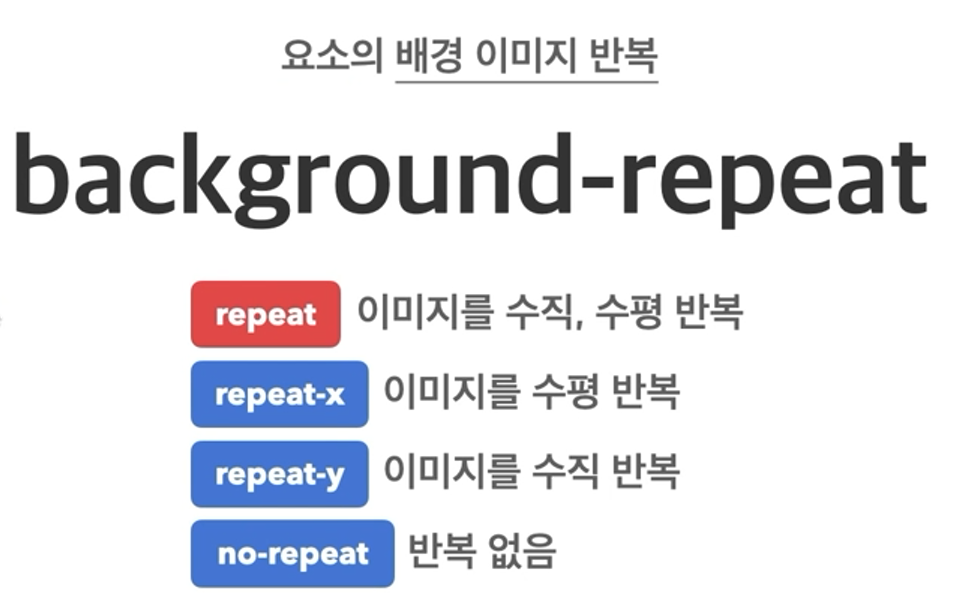 요소의 배경 이미지 반복
background-repeat
repeat 이미지를 수직, 수평 반복
repeat-x 이미지를 수평 반복
repeat-y 이미지를 수직 반복
no-repeat 반복 없음